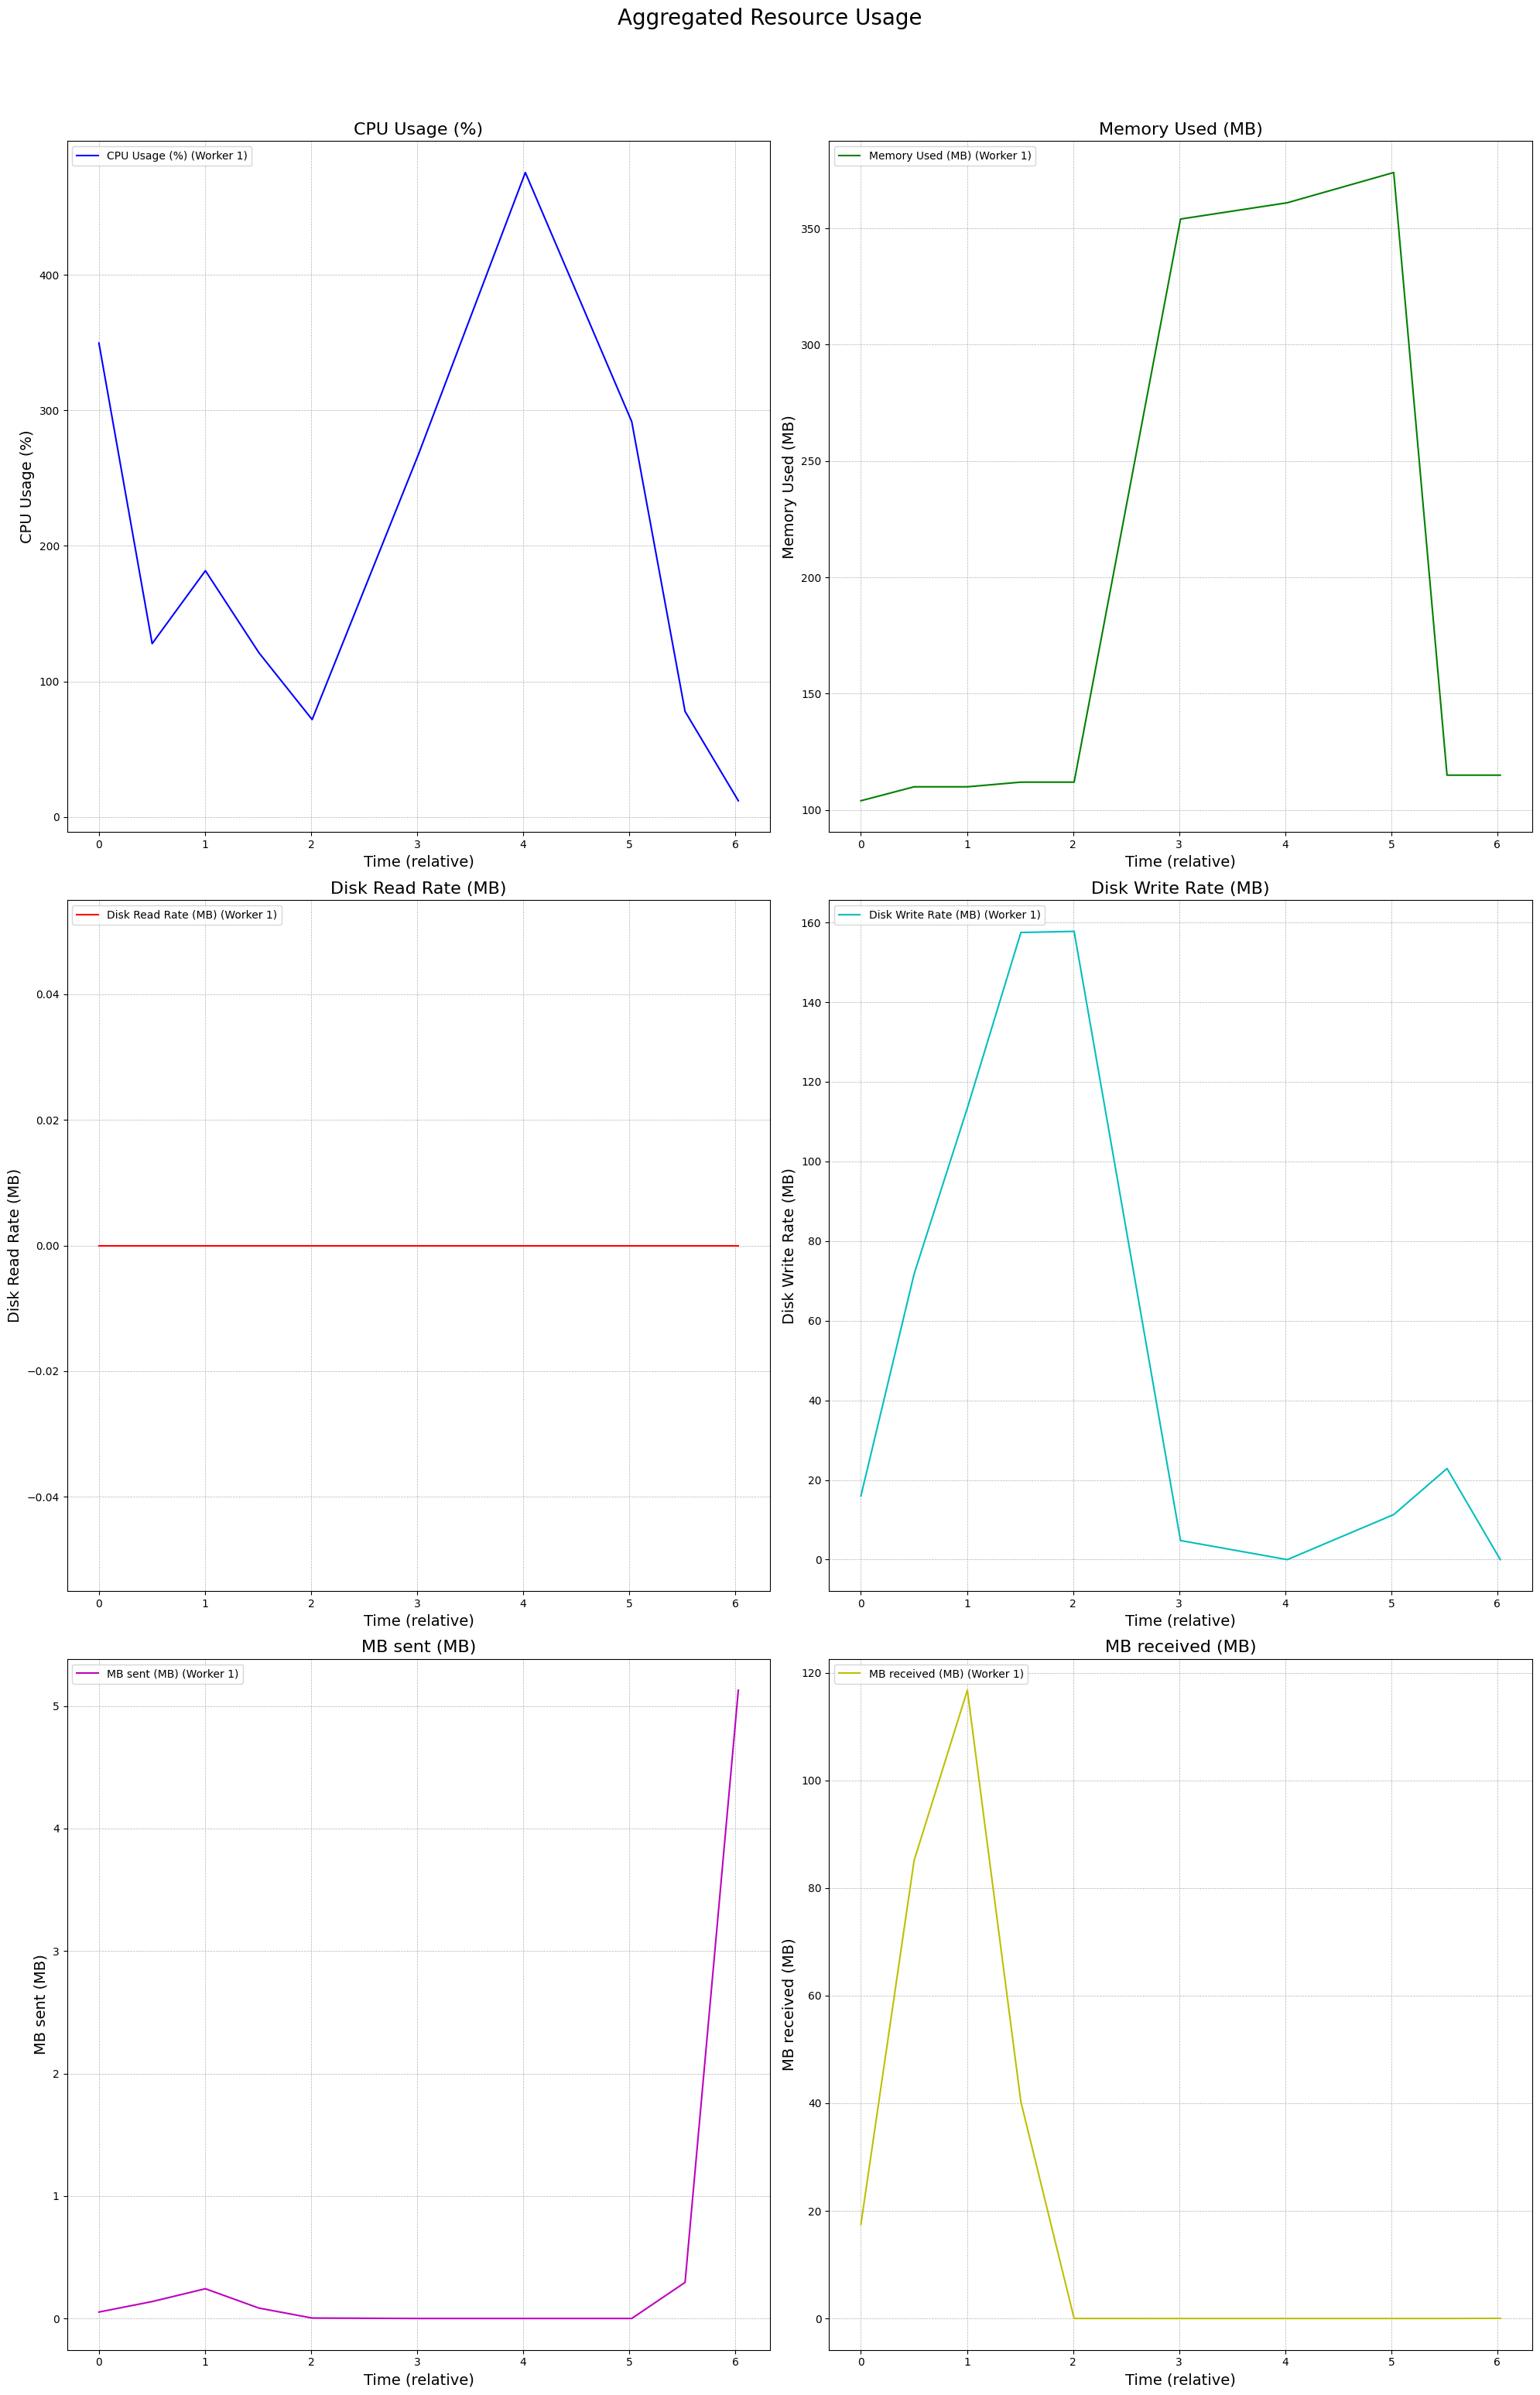 Aggregated Resource Usage
CPU Usage (%)
CPU Usage (%) (Worker 1)
CPU Usage (%)
400
300
200
100
0
0 1 2 3 4 5 6
Time (relative)
Memory Used (MB)
Memory Used (MB) (Worker 1)
Memory Used (MB)
350
300
250
200
150
100
0 1 2 3 4 5 6
Time (relative)
Disk Read Rate (MB)
Disk Read Rate (MB) (Worker 1)
Disk Read Rate (MB)
0.04
0.02
0.00
−0.02
−0.04
0 1 2 3 4 5 6
Time (relative)
Disk Write Rate (MB)
Disk Write Rate (MB) (Worker 1)
Disk Write Rate (MB)
160
140
120
100
80
60
40
20
0
0 1 2 3 4 5 6
Time (relative)
MB sent (MB)
MB sent (MB) (Worker 1)
MB sent (MB)
5
4
3
2
1
0
0 1 2 3 4 5 6
Time (relative)
MB received (MB)
MB received (MB) (Worker 1)
MB received (MB)
120
100
80
60
40
20
0
0 1 2 3 4 5 6
Time (relative)